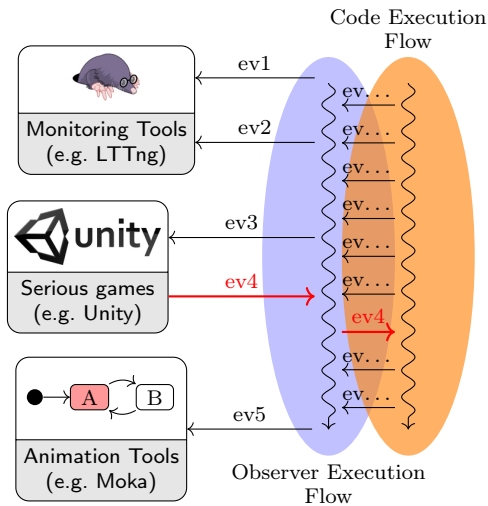 Code Execution
Flow
ev1
ev...
Monitoring Tools
(e.g. LTTng
ev2
ev...
ev...
ev...
unity
ev3
ev...
Serious games
(e.g. Unity)
ev4
ev...
ev4
A
B
ev...
ev...
ev5
Animation Tools
(e.g. Moka)
Observer Execution
Flow